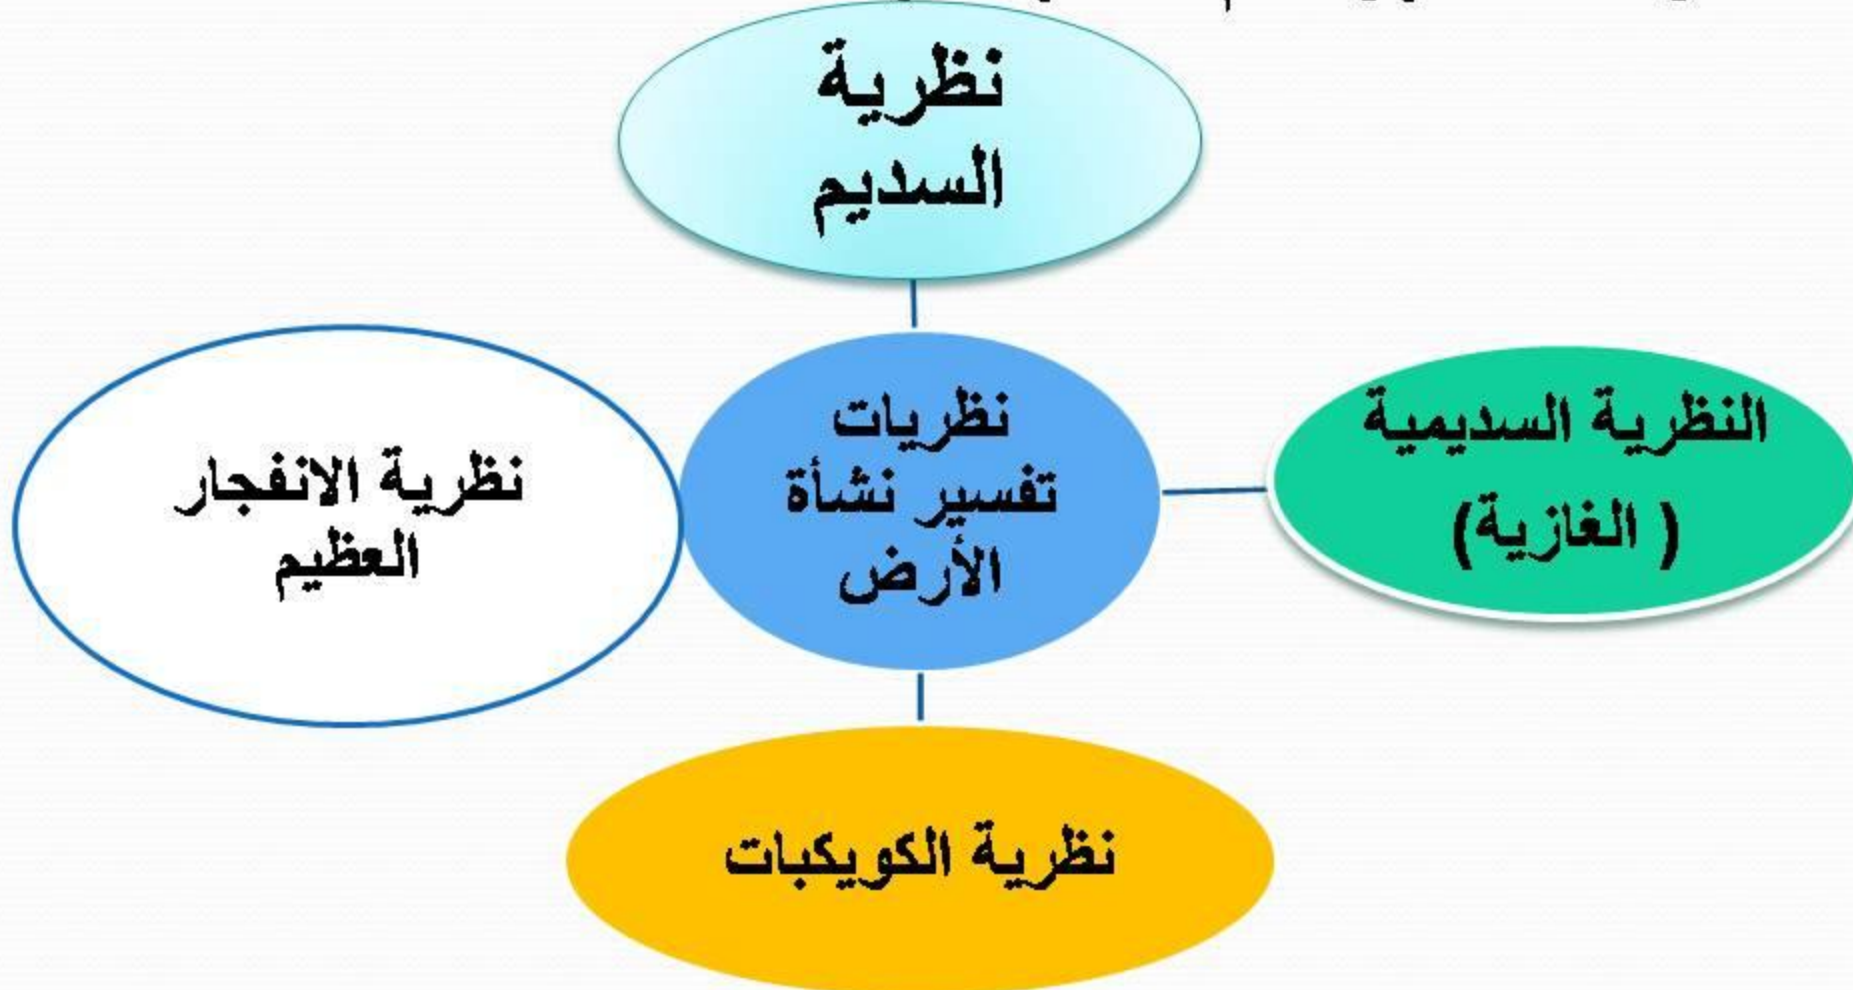 نظرية
السديم
نظريات
تفسير نشأة
الأرض
النظرية السديمية
( الغازية)
نظرية الانفجار
العظيم
نظرية الكويكبات